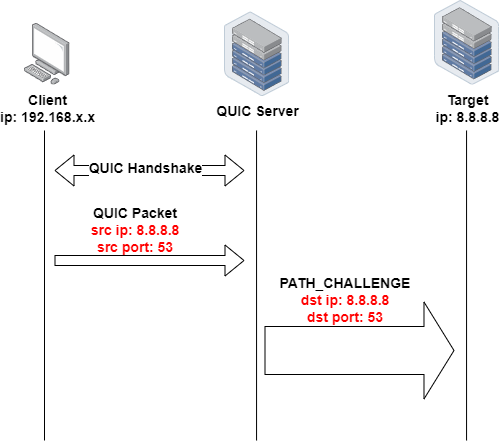 Client
ip: 192.168.x.x
QUIC Server
Target
ip: 8.8.8.8
QUIC Handshake
QUIC Packet
src ip: 8.8.8.8
src port: 53
PATH_CHALLENGE
dst ip: 8.8.8.8
dst port: 53